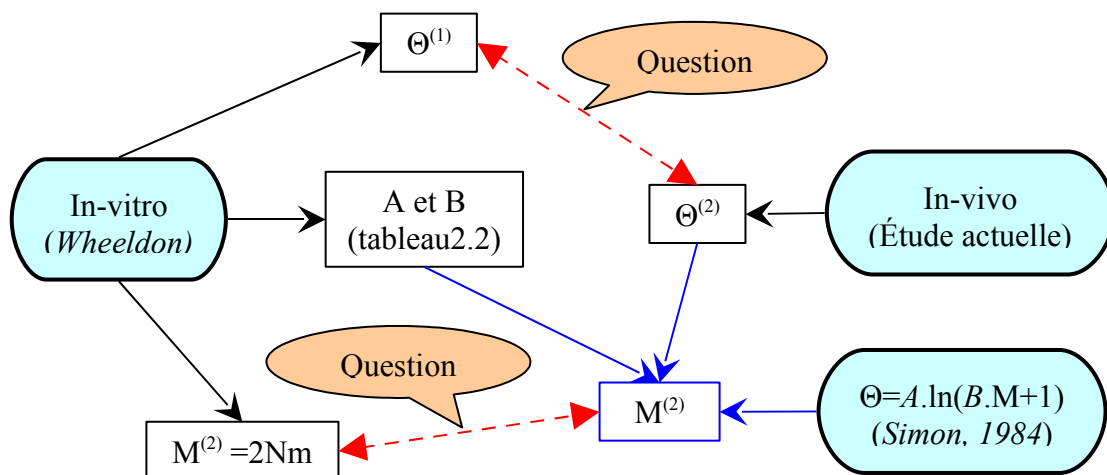 Θ(1)
Question
In-vitro
(Wheeldon)
A et B
(tableau2.2)
Θ(2)
In-vivo
(Étude actuelle)
Question
M(2) =2Nm
M(2)
Θ=A.ln(B.M+1)
(Simon, 1984)